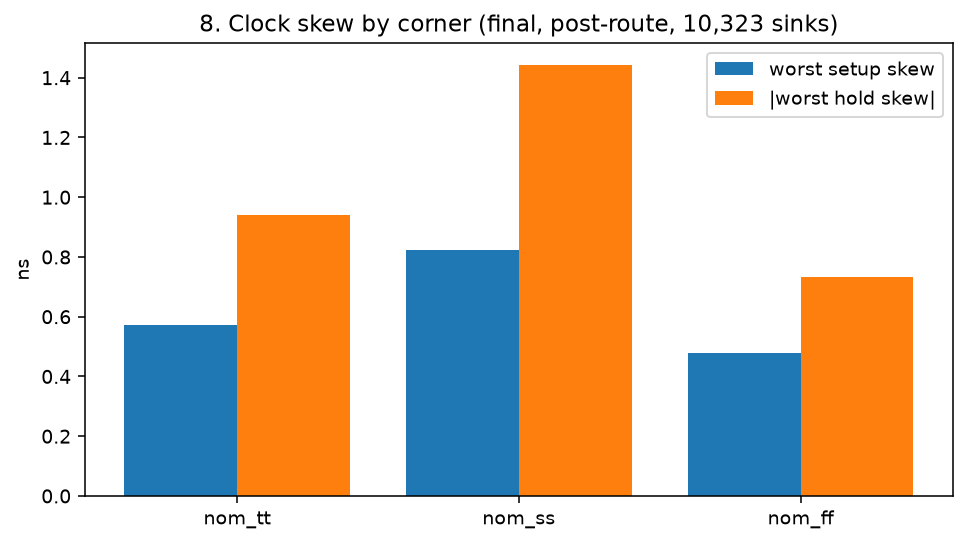 8. Clock skew by corner (final, post-route, 10,323 sinks)
worst setup skew
|worst hold skew|
ns
1.4
1.2
1.0
0.8
0.6
0.4
0.2
0.0
nom_tt
nom_ss
nom_ff